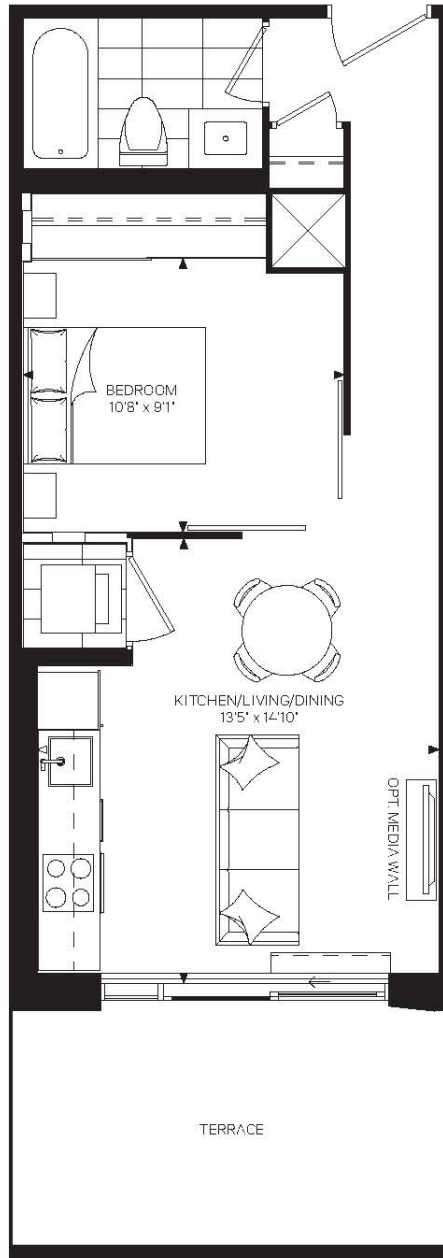 BEDROOM
10'8" x 9'1"
KITCHEN/LIVING/DINING
13'5" x 14'10"
OPT. MEDIA WALL
TERRACE